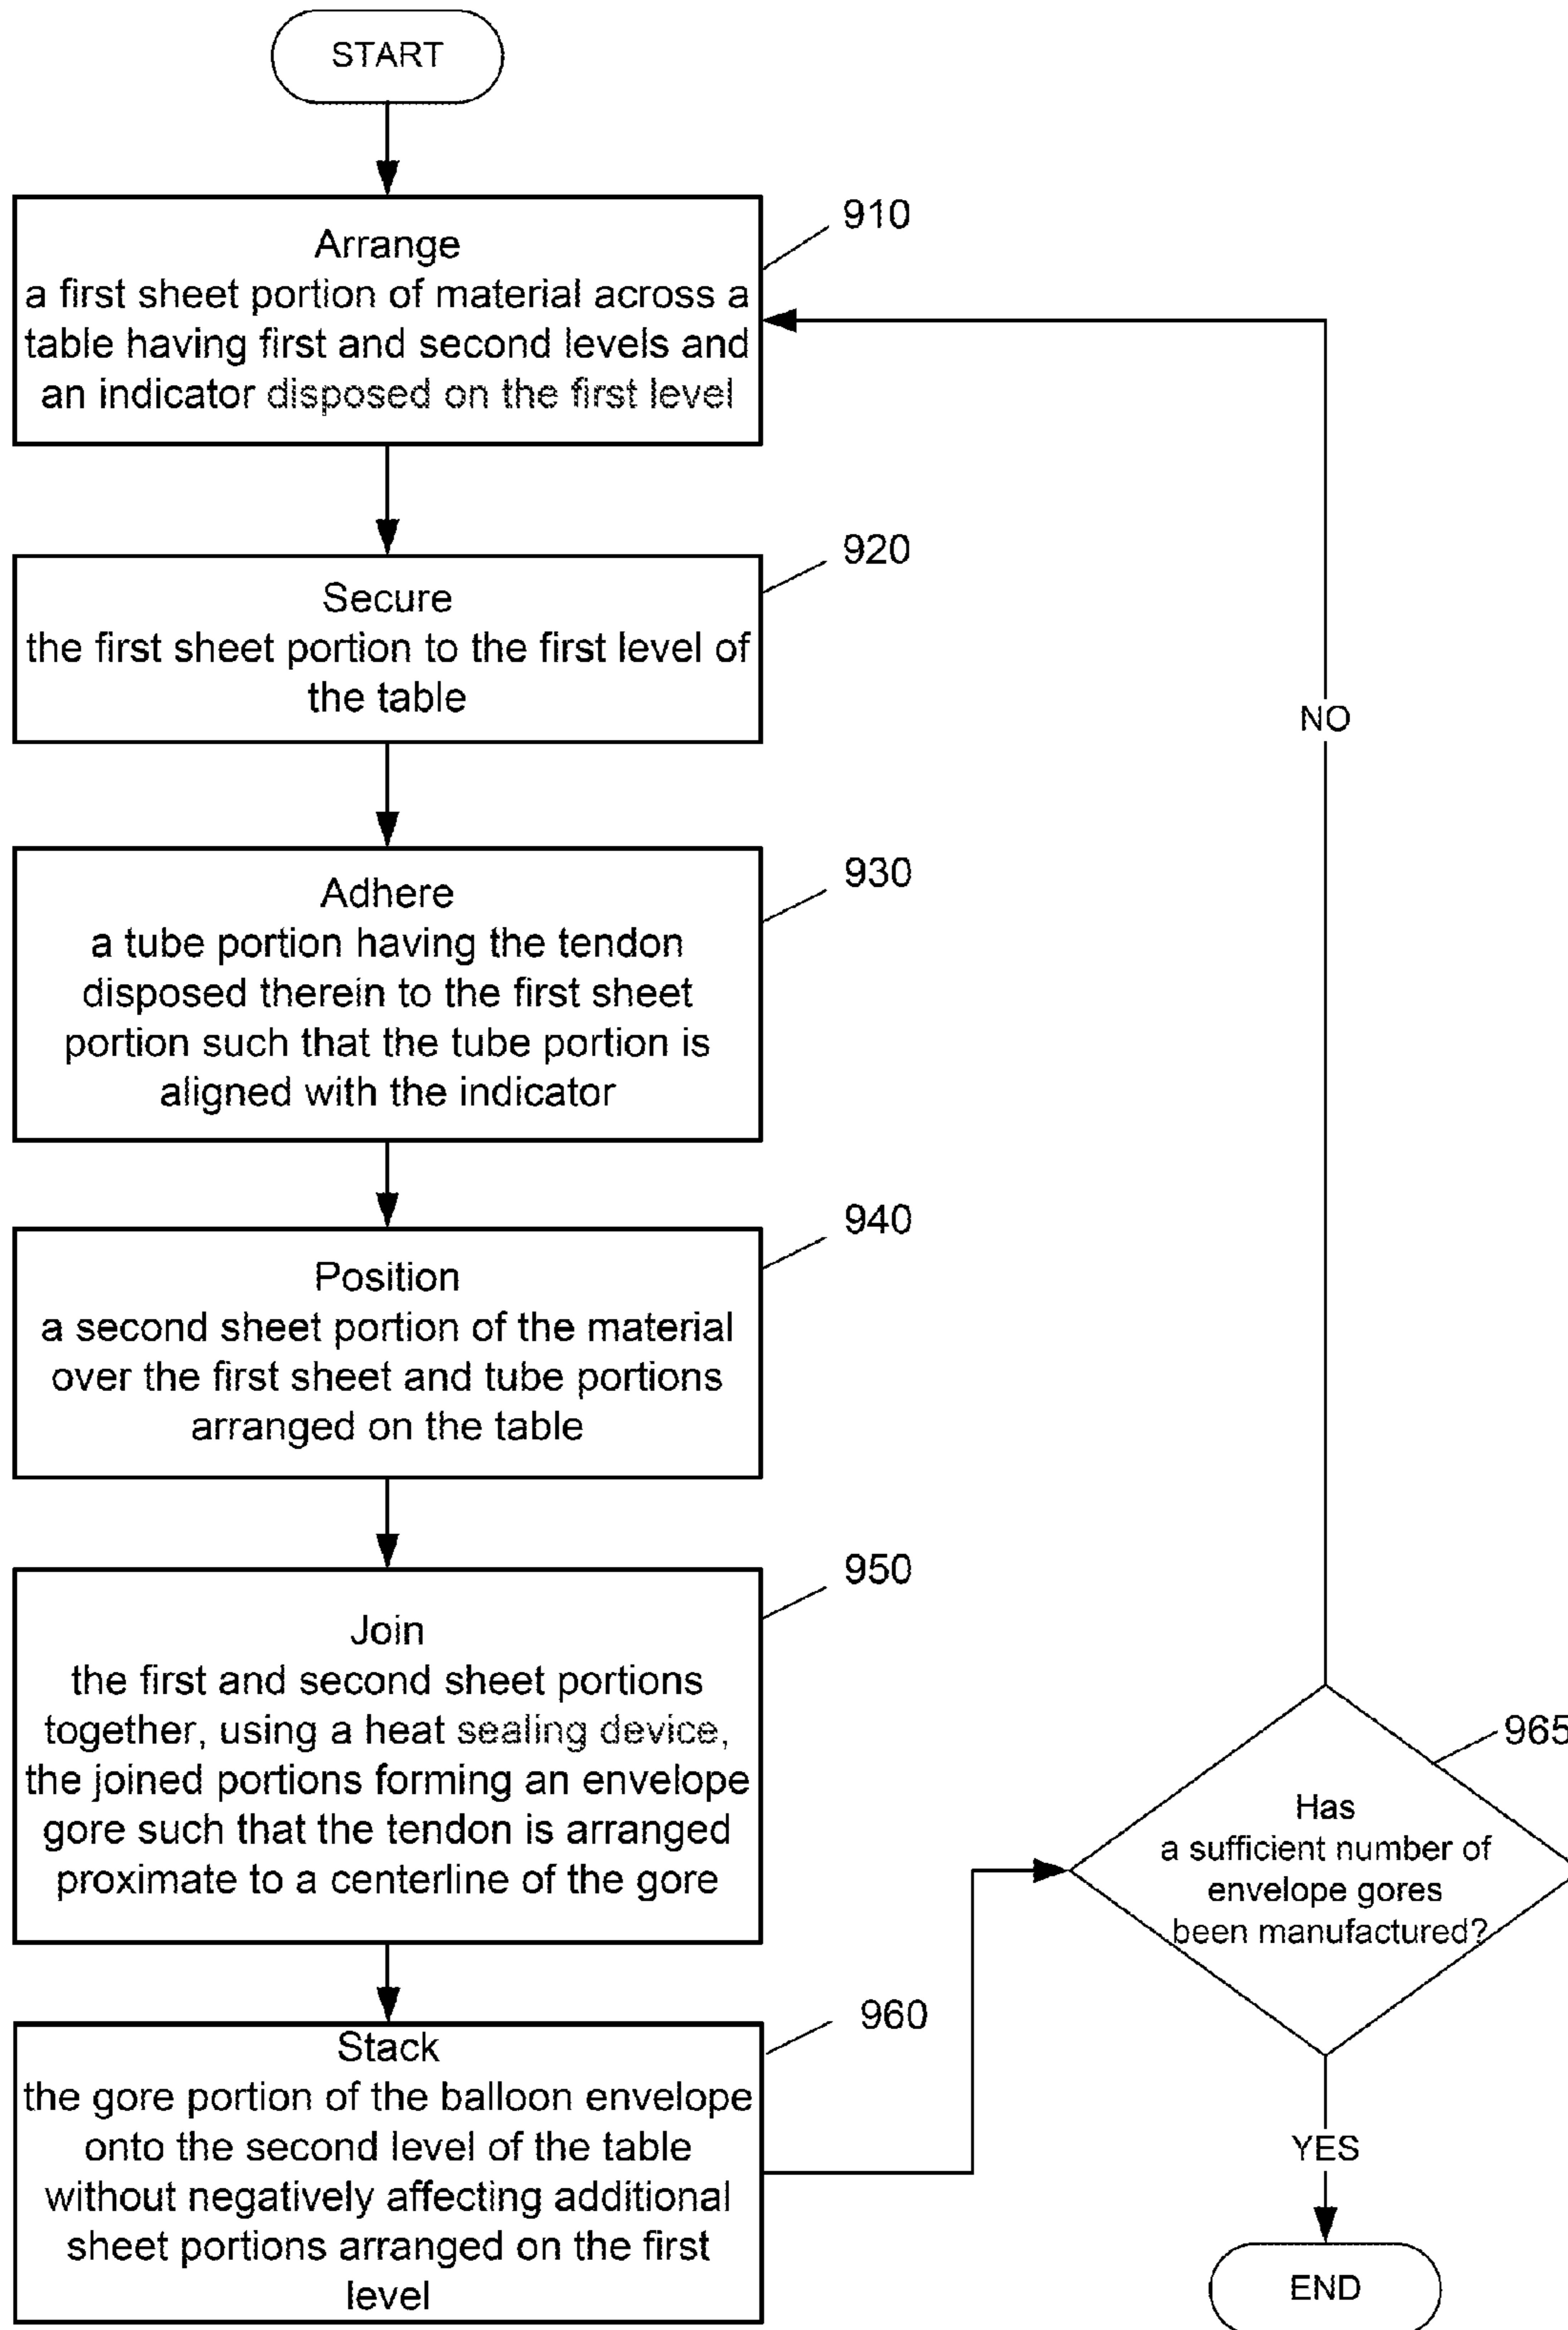 START
910
Arrange
a first sheet portion of material across a
table having first and second levels and
an indicator disposed on the first level
920
Secure
the first sheet portion to the first level of
the table
NO
930
Adhere
a tube portion having the tendon
disposed therein to the first sheet
portion such that the tube portion is
aligned with the indicator
940
Position
a second sheet portion of the material
over the first sheet and tube portions
arranged on the table
950
Join
the first and second sheet portions
together, using a heat sealing device,
the joined portions forming an envelope
gore such that the tendon is arranged
proximate to a centerline of the gore
960
Stack
the gore portion of the balloon envelope
onto the second level of the table
without negatively affecting additional
sheet portions arranged on the first
level
965
Has
a sufficient number of
envelope gores
been manufactured?
YES
END